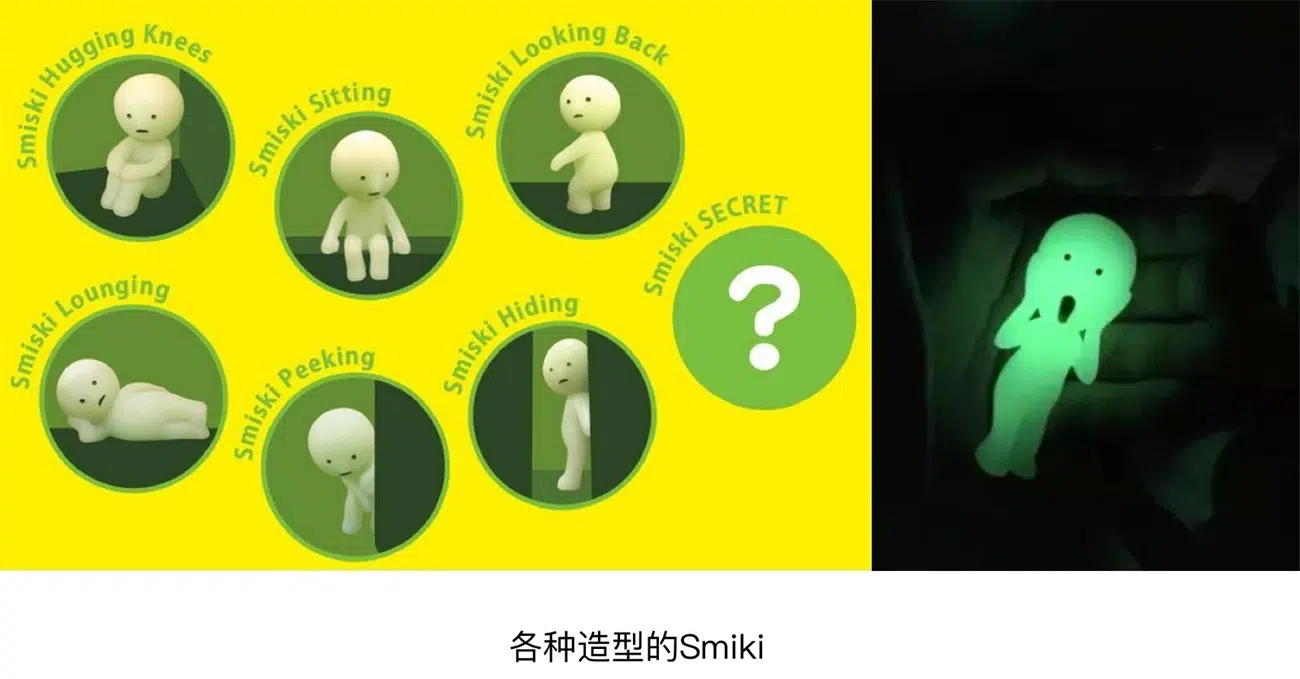 Smiski Hugging Knees
Smiski Sitting
Smiski Looking Back
Smiski SECRET
?
Smiski Lounging
Smiski Peeking
Smiski Hiding
各种造型的Smiki